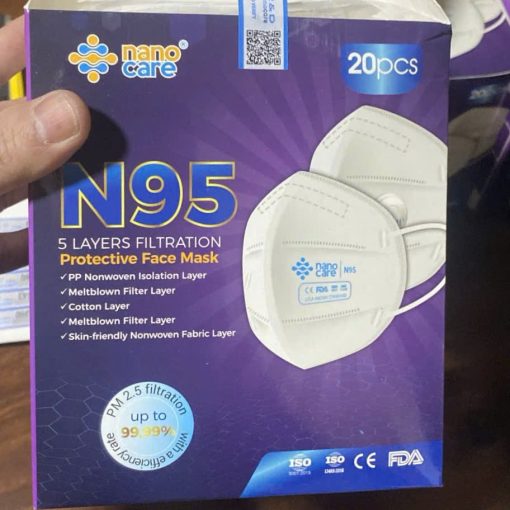 nano
care®
20pcs
N95
5 LAYERS FILTRATION
Protective Face Mask
✓PP Nonwoven Isolation Layer
✓Meltblown Filter Layer
✓Cotton Layer
✓Meltblown Filter Layer
✓Skin-friendly Nonwoven Fabric Layer
nano
care
N95
CE FDA
PM 2.5 filtration
up to
99,99%
with a efficiency rate
ISO
ISO
CE FDA